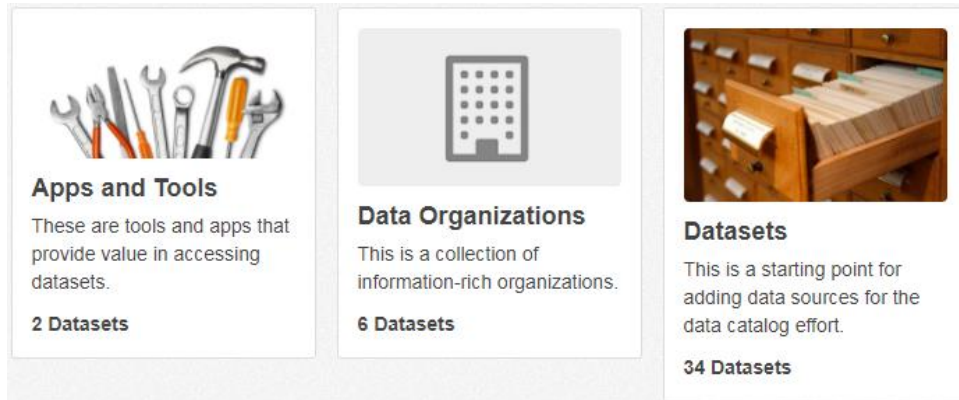 Apps and Tools
These are tools and apps that
provide value in accessing
datasets.
2 Datasets
Data Organizations
This is a collection of
information-rich organizations.
6 Datasets
Datasets
This is a starting point for
adding data sources for the
data catalog effort.
34 Datasets